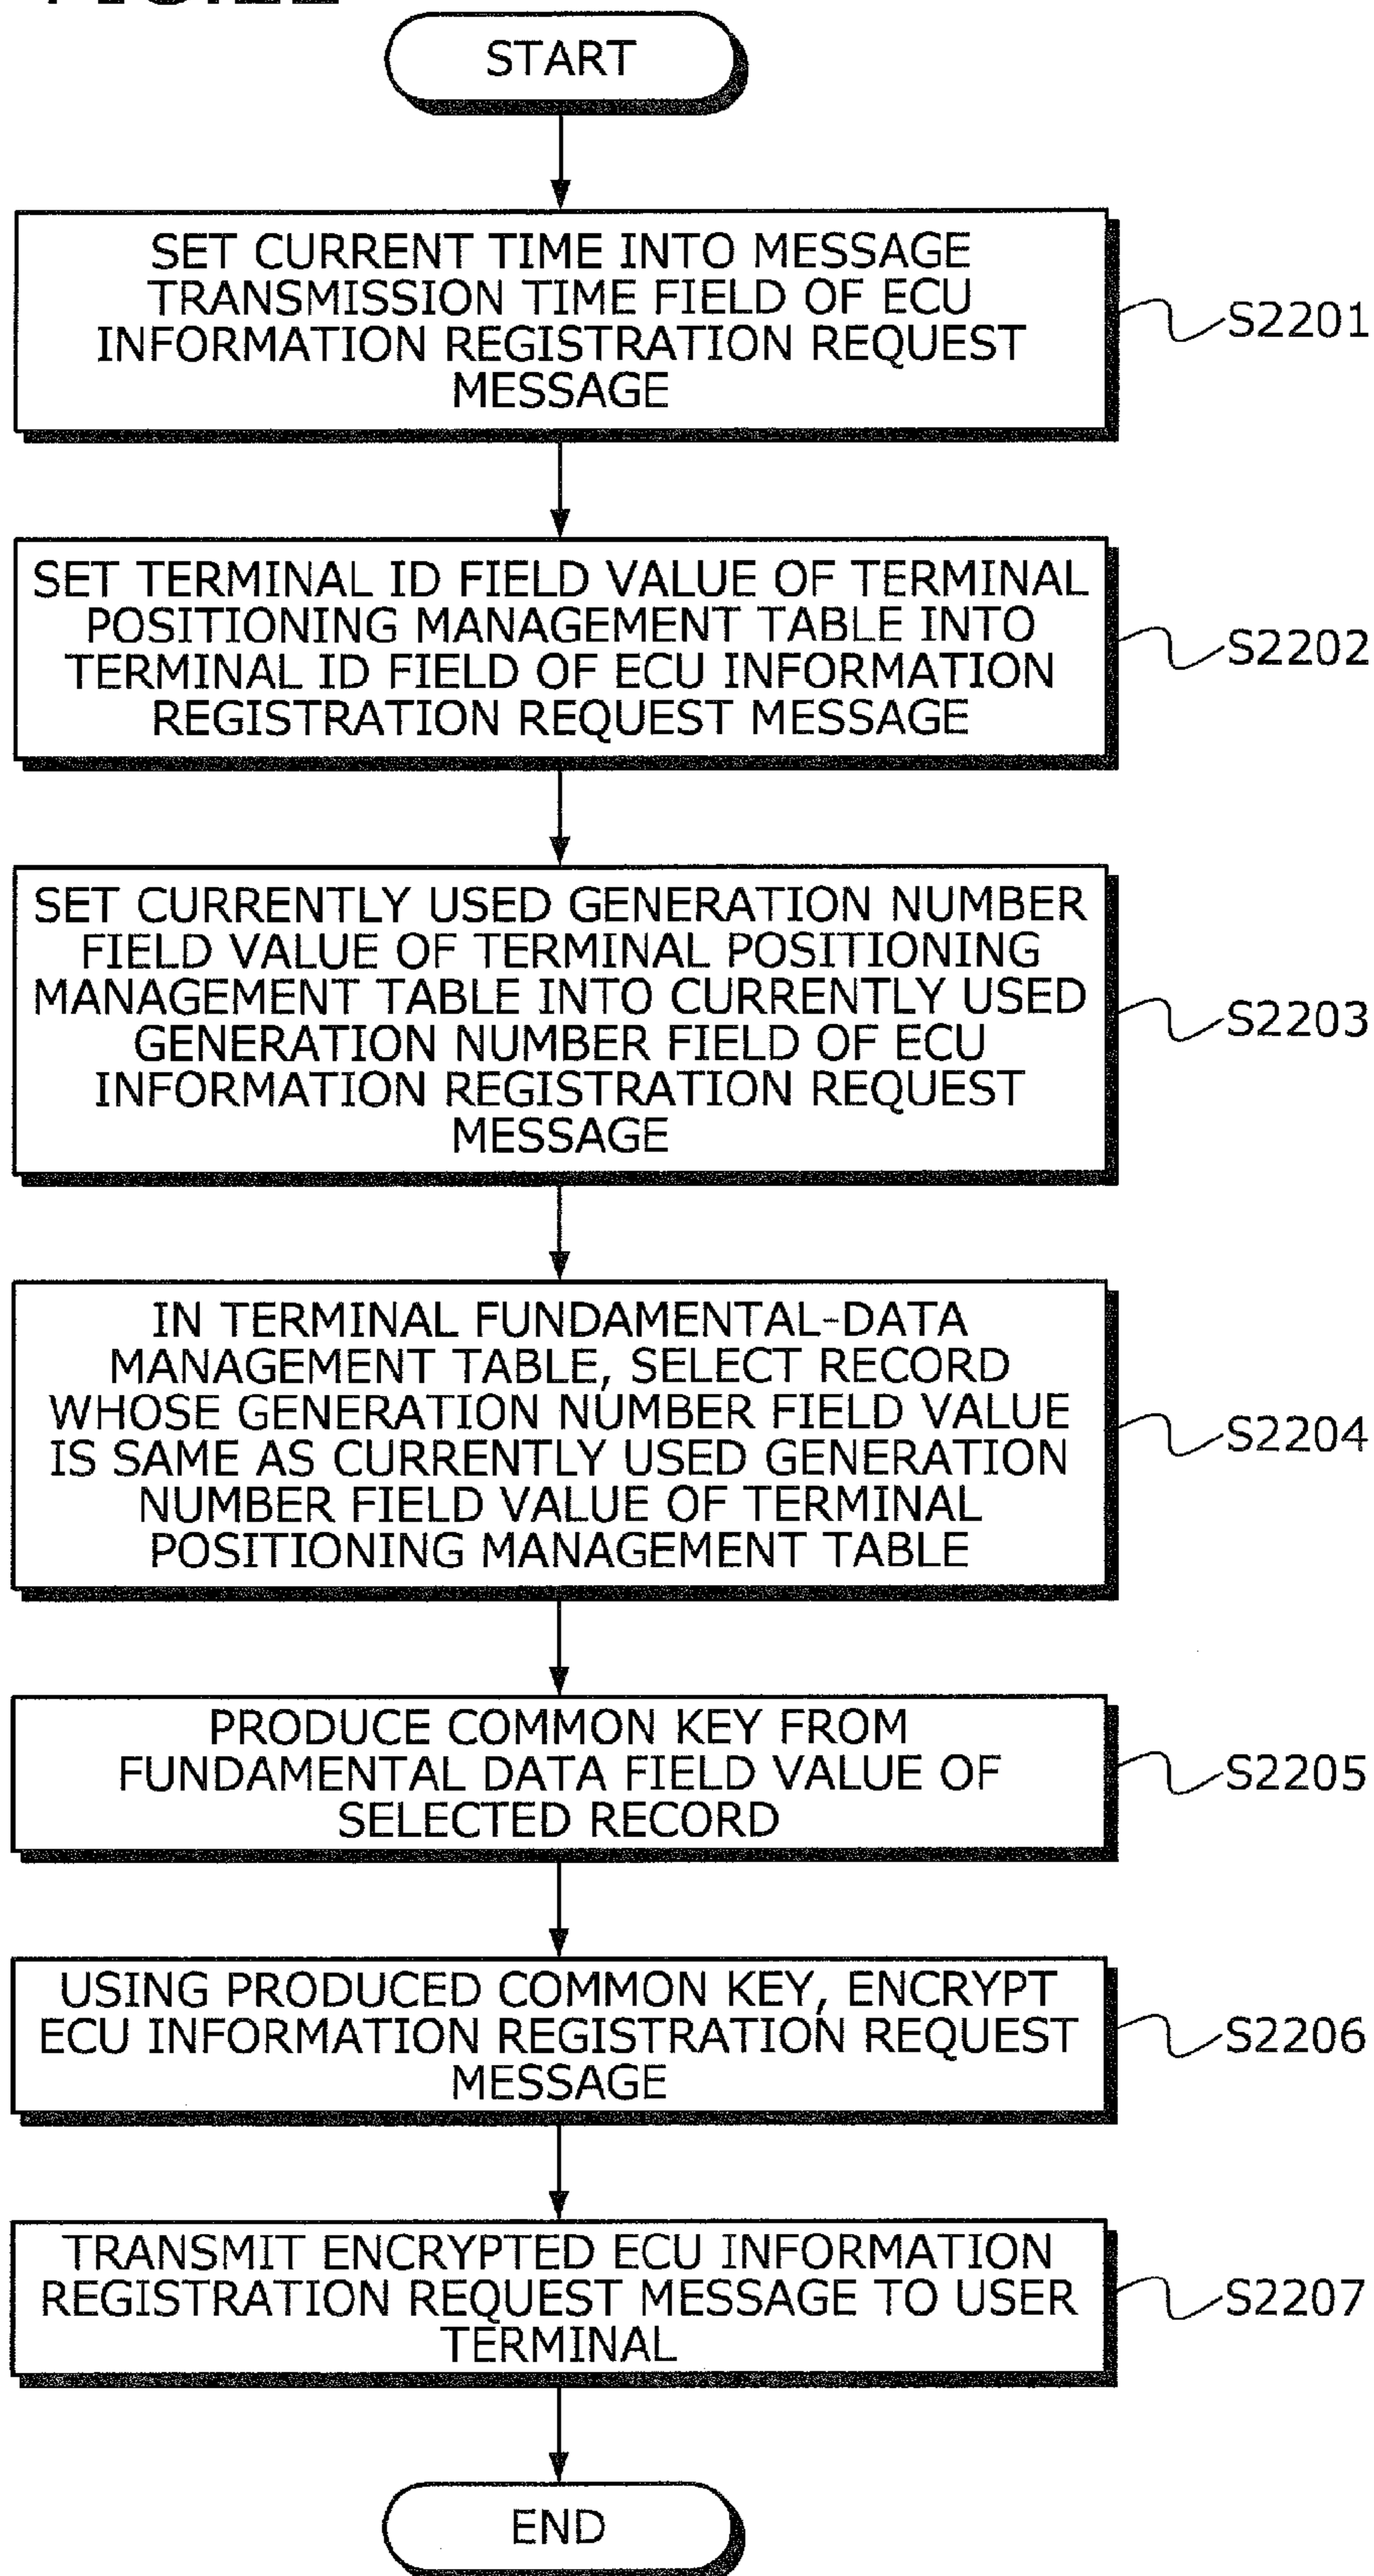 START
SET CURRENT TIME INTO MESSAGE
TRANSMISSION TIME FIELD OF ECU
INFORMATION REGISTRATION REQUEST
MESSAGE
S2201
SET TERMINAL ID FIELD VALUE OF TERMINAL
POSITIONING MANAGEMENT TABLE INTO
TERMINAL ID FIELD OF ECU INFORMATION
REGISTRATION REQUEST MESSAGE
S2202
SET CURRENTLY USED GENERATION NUMBER
FIELD VALUE OF TERMINAL POSITIONING
MANAGEMENT TABLE INTO CURRENTLY USED
GENERATION NUMBER FIELD OF ECU
INFORMATION REGISTRATION REQUEST
MESSAGE
S2203
IN TERMINAL FUNDAMENTAL-DATA
MANAGEMENT TABLE, SELECT RECORD
WHOSE GENERATION NUMBER FIELD VALUE
IS SAME AS CURRENTLY USED GENERATION
NUMBER FIELD VALUE OF TERMINAL
POSITIONING MANAGEMENT TABLE
S2204
PRODUCE COMMON KEY FROM
FUNDAMENTAL DATA FIELD VALUE OF
SELECTED RECORD
S2205
USING PRODUCED COMMON KEY, ENCRYPT
ECU INFORMATION REGISTRATION REQUEST
MESSAGE
S2206
TRANSMIT ENCRYPTED ECU INFORMATION
REGISTRATION REQUEST MESSAGE TO USER
TERMINAL
S2207
END